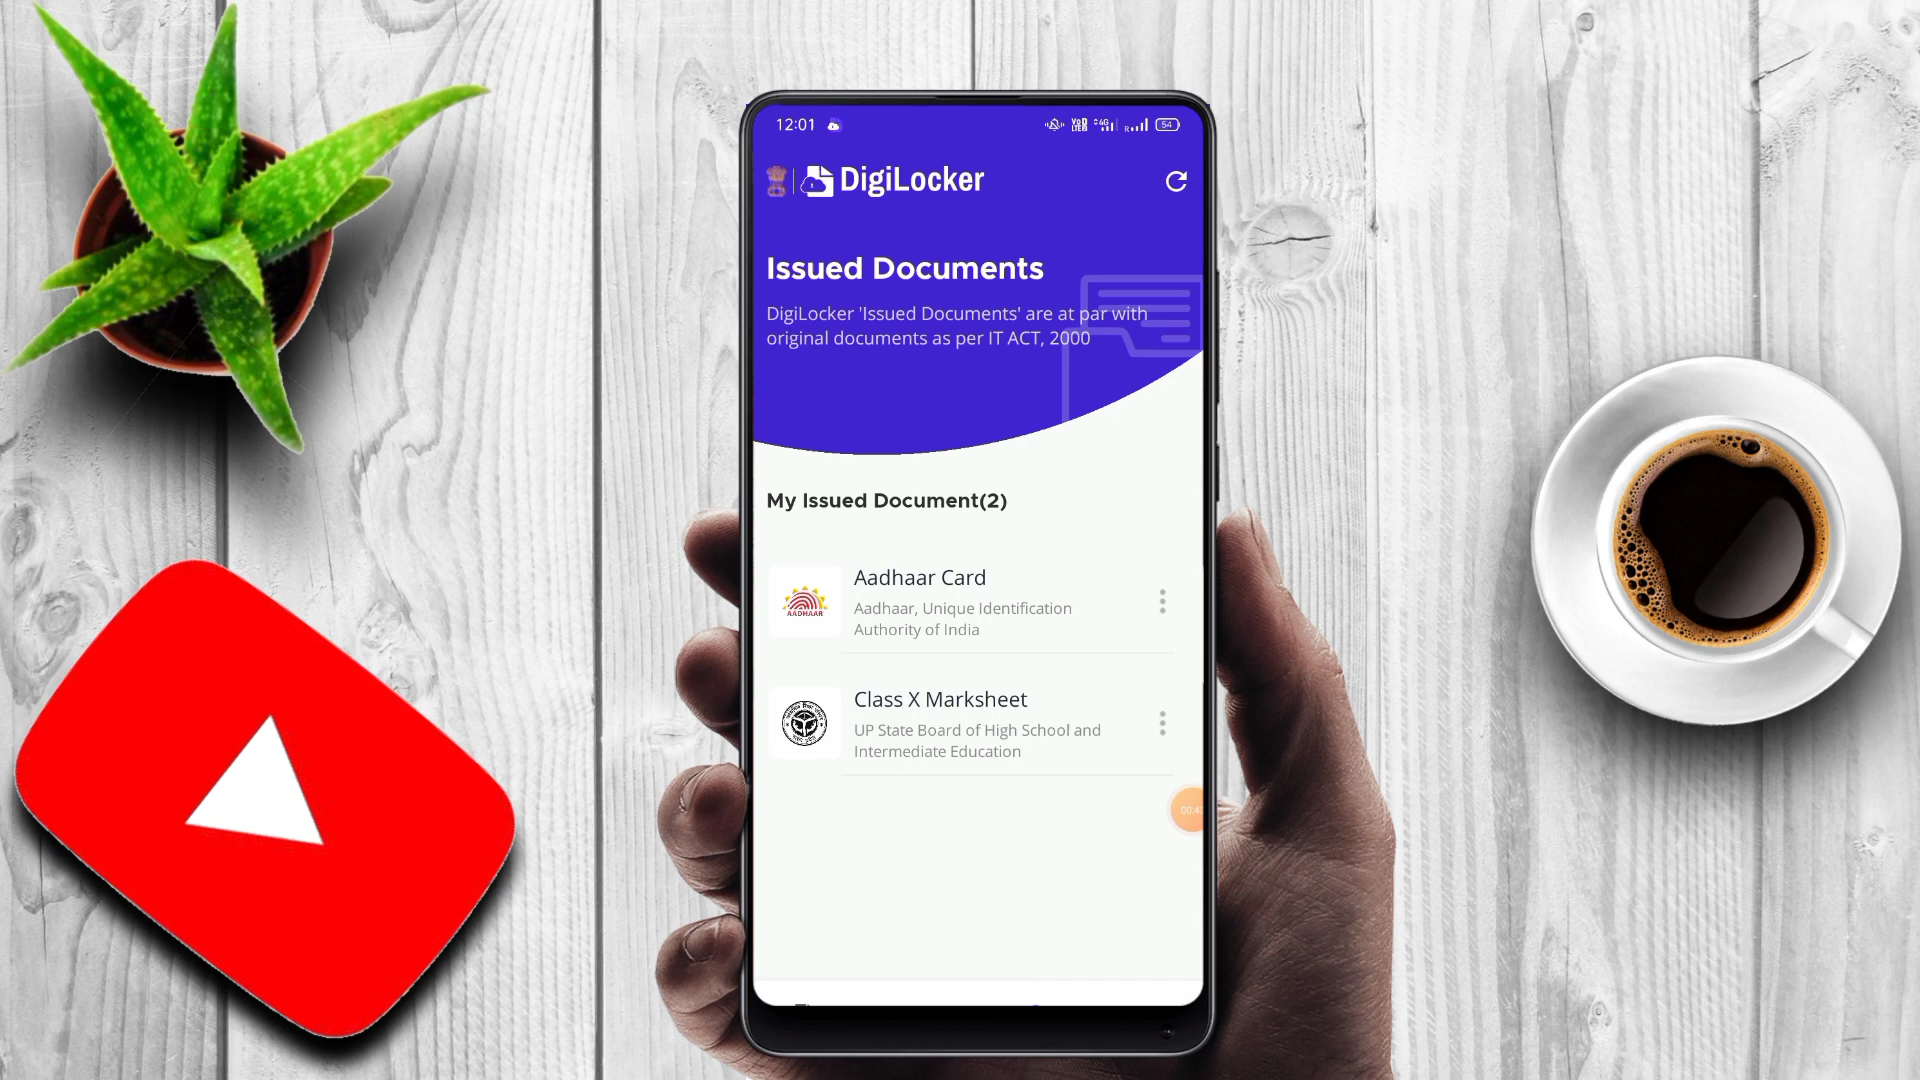 12:01
54
DigiLocker
Issued Documents
DigiLocker 'Issued Documents' are at par with
original documents as per IT ACT, 2000
My Issued Document(2)
Aadhaar Card
AADHAAR
Aadhaar, Unique Identification
Authority of India
Class X Marksheet
UP State Board of High School and
Intermediate Education